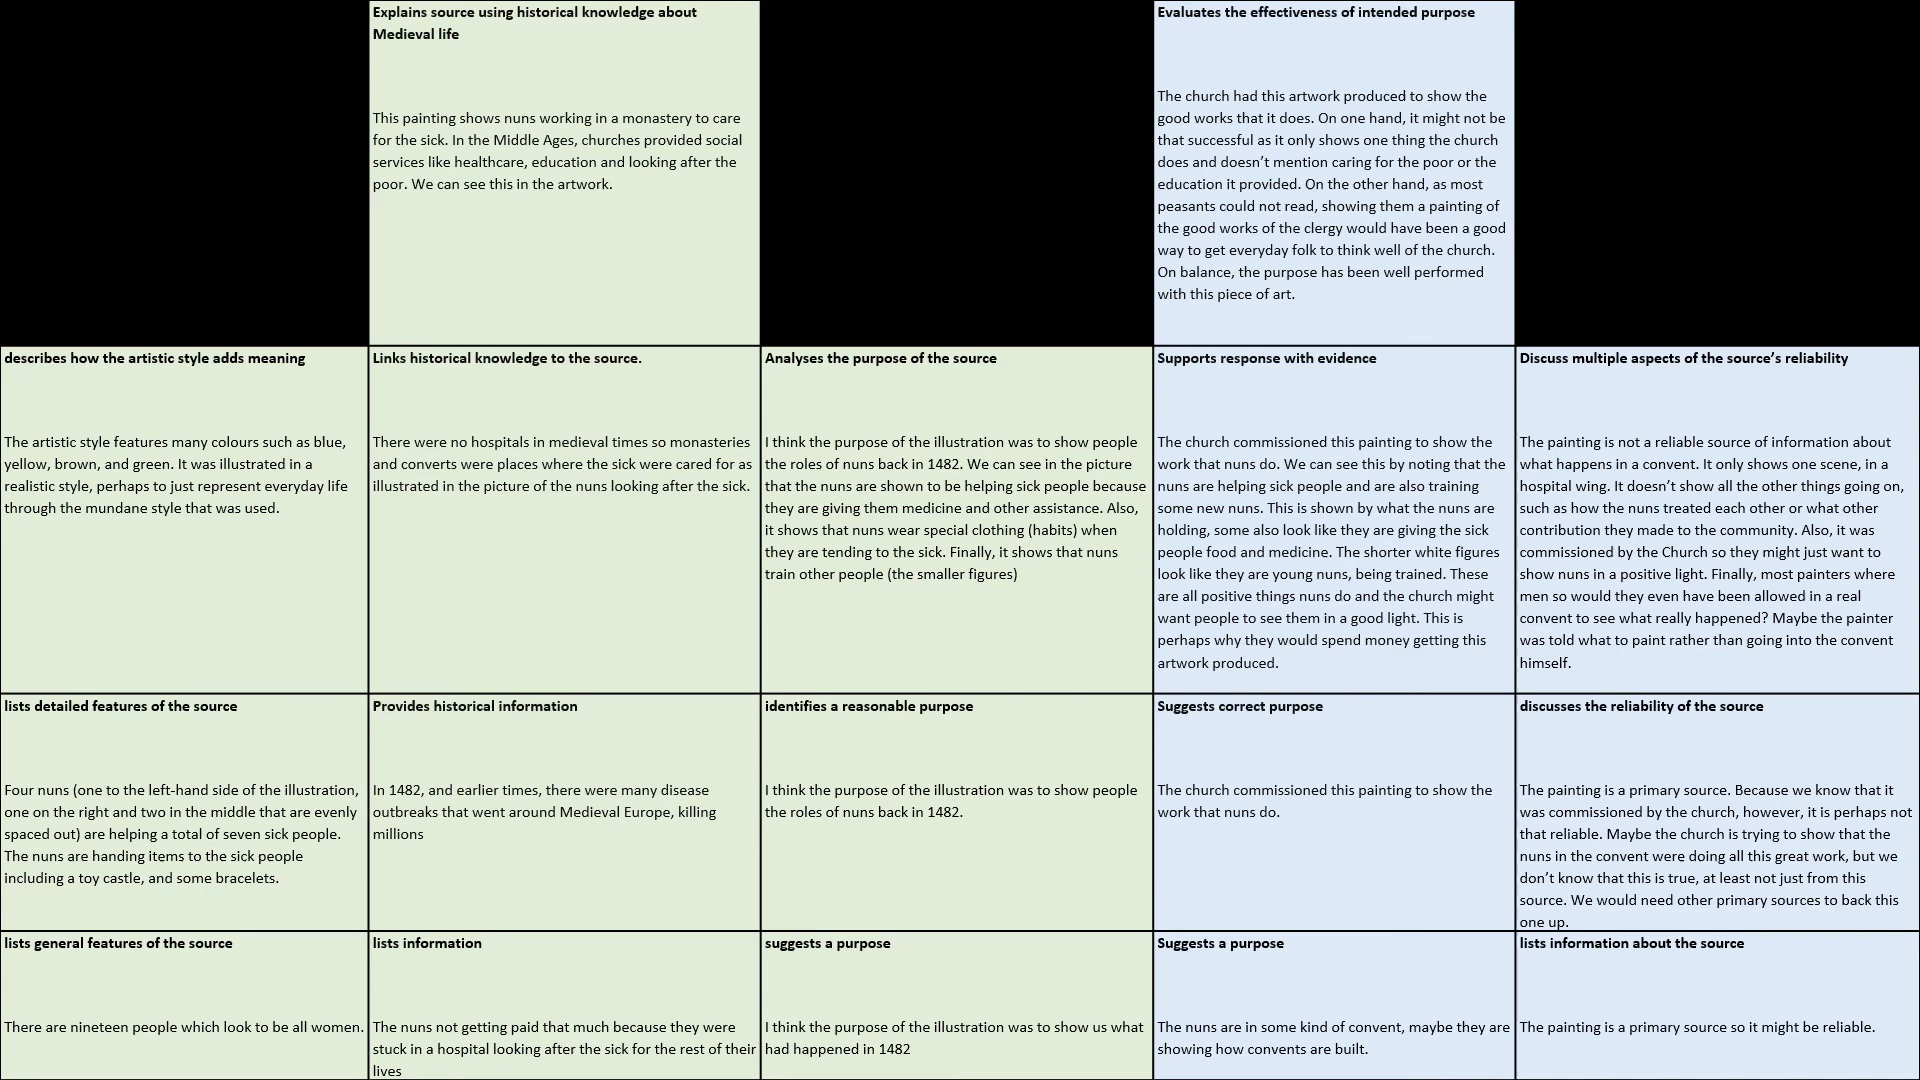 Explains source using historical knowledge about
Medieval life
This painting shows nuns working in a monastery to care
for the sick. In the Middle Ages, churches provided social
services like healthcare, education and looking after the
poor. We can see this in the artwork.
Evaluates the effectiveness of intended purpose
The church had this artwork produced to show the
good works that it does. On one hand, it might not be
that successful as it only shows one thing the church
does and doesn’t mention caring for the poor or the
education it provided. On the other hand, as most
peasants could not read, showing them a painting of
the good works of the clergy would have been a good
way to get everyday folk to think well of the church.
On balance, the purpose has been well performed
with this piece of art.
describes how the artistic style adds meaning
The artistic style features many colours such as blue,
yellow, brown, and green. It was illustrated in a
realistic style, perhaps to just represent everyday life
through the mundane style that was used.
Links historical knowledge to the source.
There were no hospitals in medieval times so monasteries
and converts were places where the sick were cared for as
illustrated in the picture of the nuns looking after the sick.
Analyses the purpose of the source
I think the purpose of the illustration was to show people
the roles of nuns back in 1482. We can see in the picture
that the nuns are shown to be helping sick people because
they are giving them medicine and other assistance. Also,
it shows that nuns wear special clothing (habits) when
they are tending to the sick. Finally, it shows that nuns
train other people (the smaller figures)
Supports response with evidence
The church commissioned this painting to show the
work that nuns do. We can see this by noting that the
nuns are helping sick people and are also training
some new nuns. This is shown by what the nuns are
holding, some also look like they are giving the sick
people food and medicine. The shorter white figures
look like they are young nuns, being trained. These
are all positive things nuns do and the church might
want people to see them in a good light. This is
perhaps why they would spend money getting this
artwork produced.
Discuss multiple aspects of the source’s reliability
The painting is not a reliable source of information about
what happens in a convent. It only shows one scene, in a
hospital wing. It doesn’t show all the other things going on,
such as how the nuns treated each other or what other
contribution they made to the community. Also, it was
commissioned by the Church so they might just want to
show nuns in a positive light. Finally, most painters where
men so would they even have been allowed in a real
convent to see what really happened? Maybe the painter
was told what to paint rather than going into the convent
himself.
lists detailed features of the source
Four nuns (one to the left-hand side of the illustration,
one on the right and two in the middle that are evenly
spaced out) are helping a total of seven sick people.
The nuns are handing items to the sick people
including a toy castle, and some bracelets.
Provides historical information
In 1482, and earlier times, there were many disease
outbreaks that went around Medieval Europe, killing
millions
identifies a reasonable purpose
I think the purpose of the illustration was to show people
the roles of nuns back in 1482.
Suggests correct purpose
The church commissioned this painting to show the
work that nuns do.
discusses the reliability of the source
The painting is a primary source. Because we know that it
was commissioned by the church, however, it is perhaps not
that reliable. Maybe the church is trying to show that the
nuns in the convent were doing all this great work, but we
don’t know that this is true, at least not just from this
source. We would need other primary sources to back this
one up.
lists general features of the source
There are nineteen people which look to be all women.
lists information
The nuns not getting paid that much because they were
stuck in a hospital looking after the sick for the rest of their
lives
suggests a purpose
I think the purpose of the illustration was to show us what
had happened in 1482
Suggests a purpose
The nuns are in some kind of convent, maybe they are
showing how convents are built.
lists information about the source
The painting is a primary source so it might be reliable.